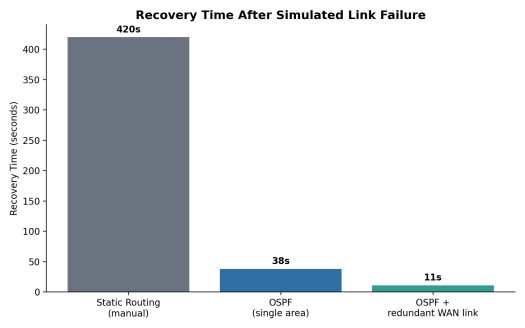 Recovery Time After Simulated Link Failure
420s
400
350
300
250
200
150
100
50
0
Recovery Time (seconds)
38s
11s
Static Routing
(manual)
OSPF
(single area)
OSPF +
redundant WAN link